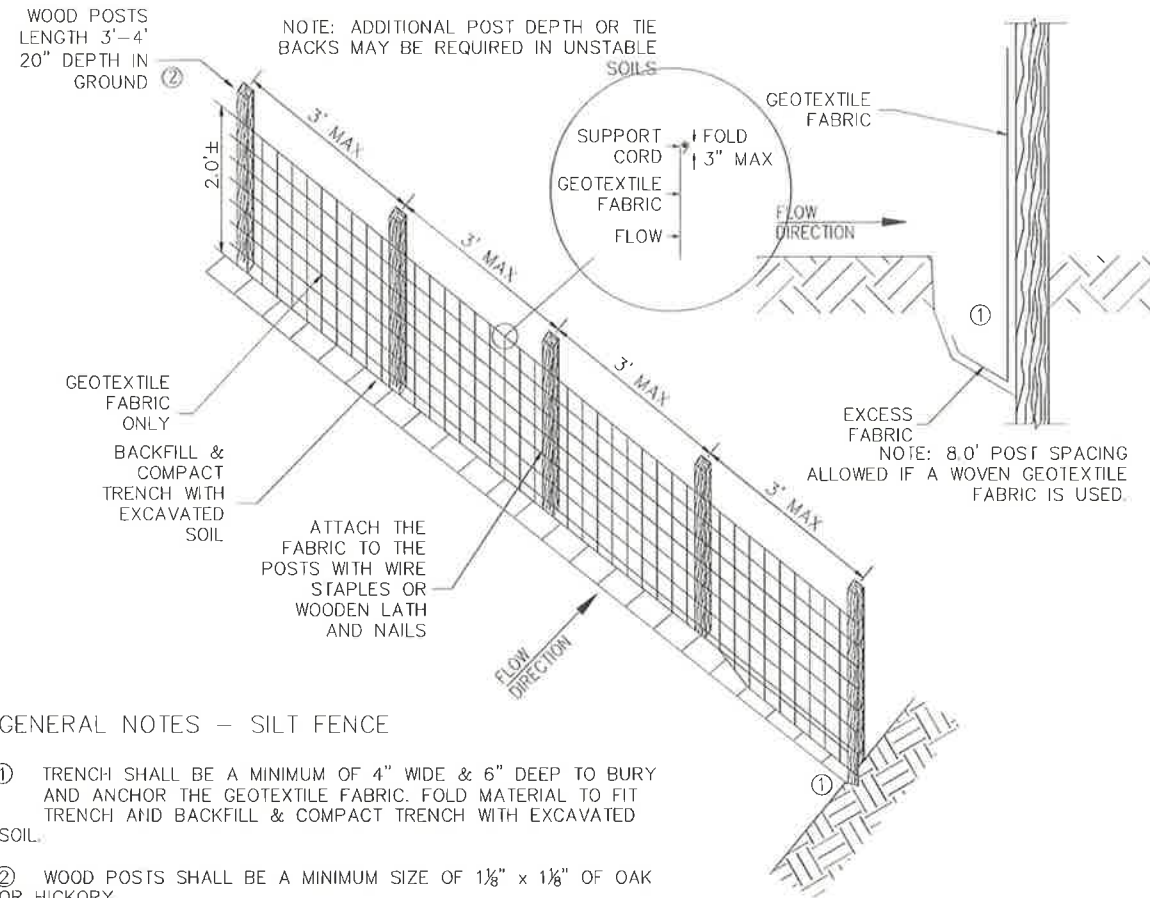 WOOD POSTS
LENGTH 3'-4'
20" DEPTH IN
GROUND ②
NOTE: ADDITIONAL POST DEPTH OR TIE
BACKS MAY BE REQUIRED IN UNSTABLE
SOILS
3' MAX
3' MAX
3' MAX
3' MAX
2.0'±
SUPPORT
CORD
FOLD
3" MAX
GEOTEXTILE
FABRIC
FLOW
GEOTEXTILE
FABRIC
FLOW
DIRECTION
①
EXCESS
FABRIC
NOTE: 8.0' POST SPACING
ALLOWED IF A WOVEN GEOTEXTILE
FABRIC IS USED.
GEOTEXTILE
FABRIC
ONLY
BACKFILL &
COMPACT
TRENCH WITH
EXCAVATED
SOIL
ATTACH THE
FABRIC TO THE
POSTS WITH WIRE
STAPLES OR
WOODEN LATH
AND NAILS
FLOW
DIRECTION
①
GENERAL NOTES – SILT FENCE
① TRENCH SHALL BE A MINIMUM OF 4" WIDE & 6" DEEP TO BURY
AND ANCHOR THE GEOTEXTILE FABRIC. FOLD MATERIAL TO FIT
TRENCH AND BACKFILL & COMPACT TRENCH WITH EXCAVATED
SOIL.
② WOOD POSTS SHALL BE A MINIMUM SIZE OF 1⅛" x 1⅛" OF OAK
OR HICKORY